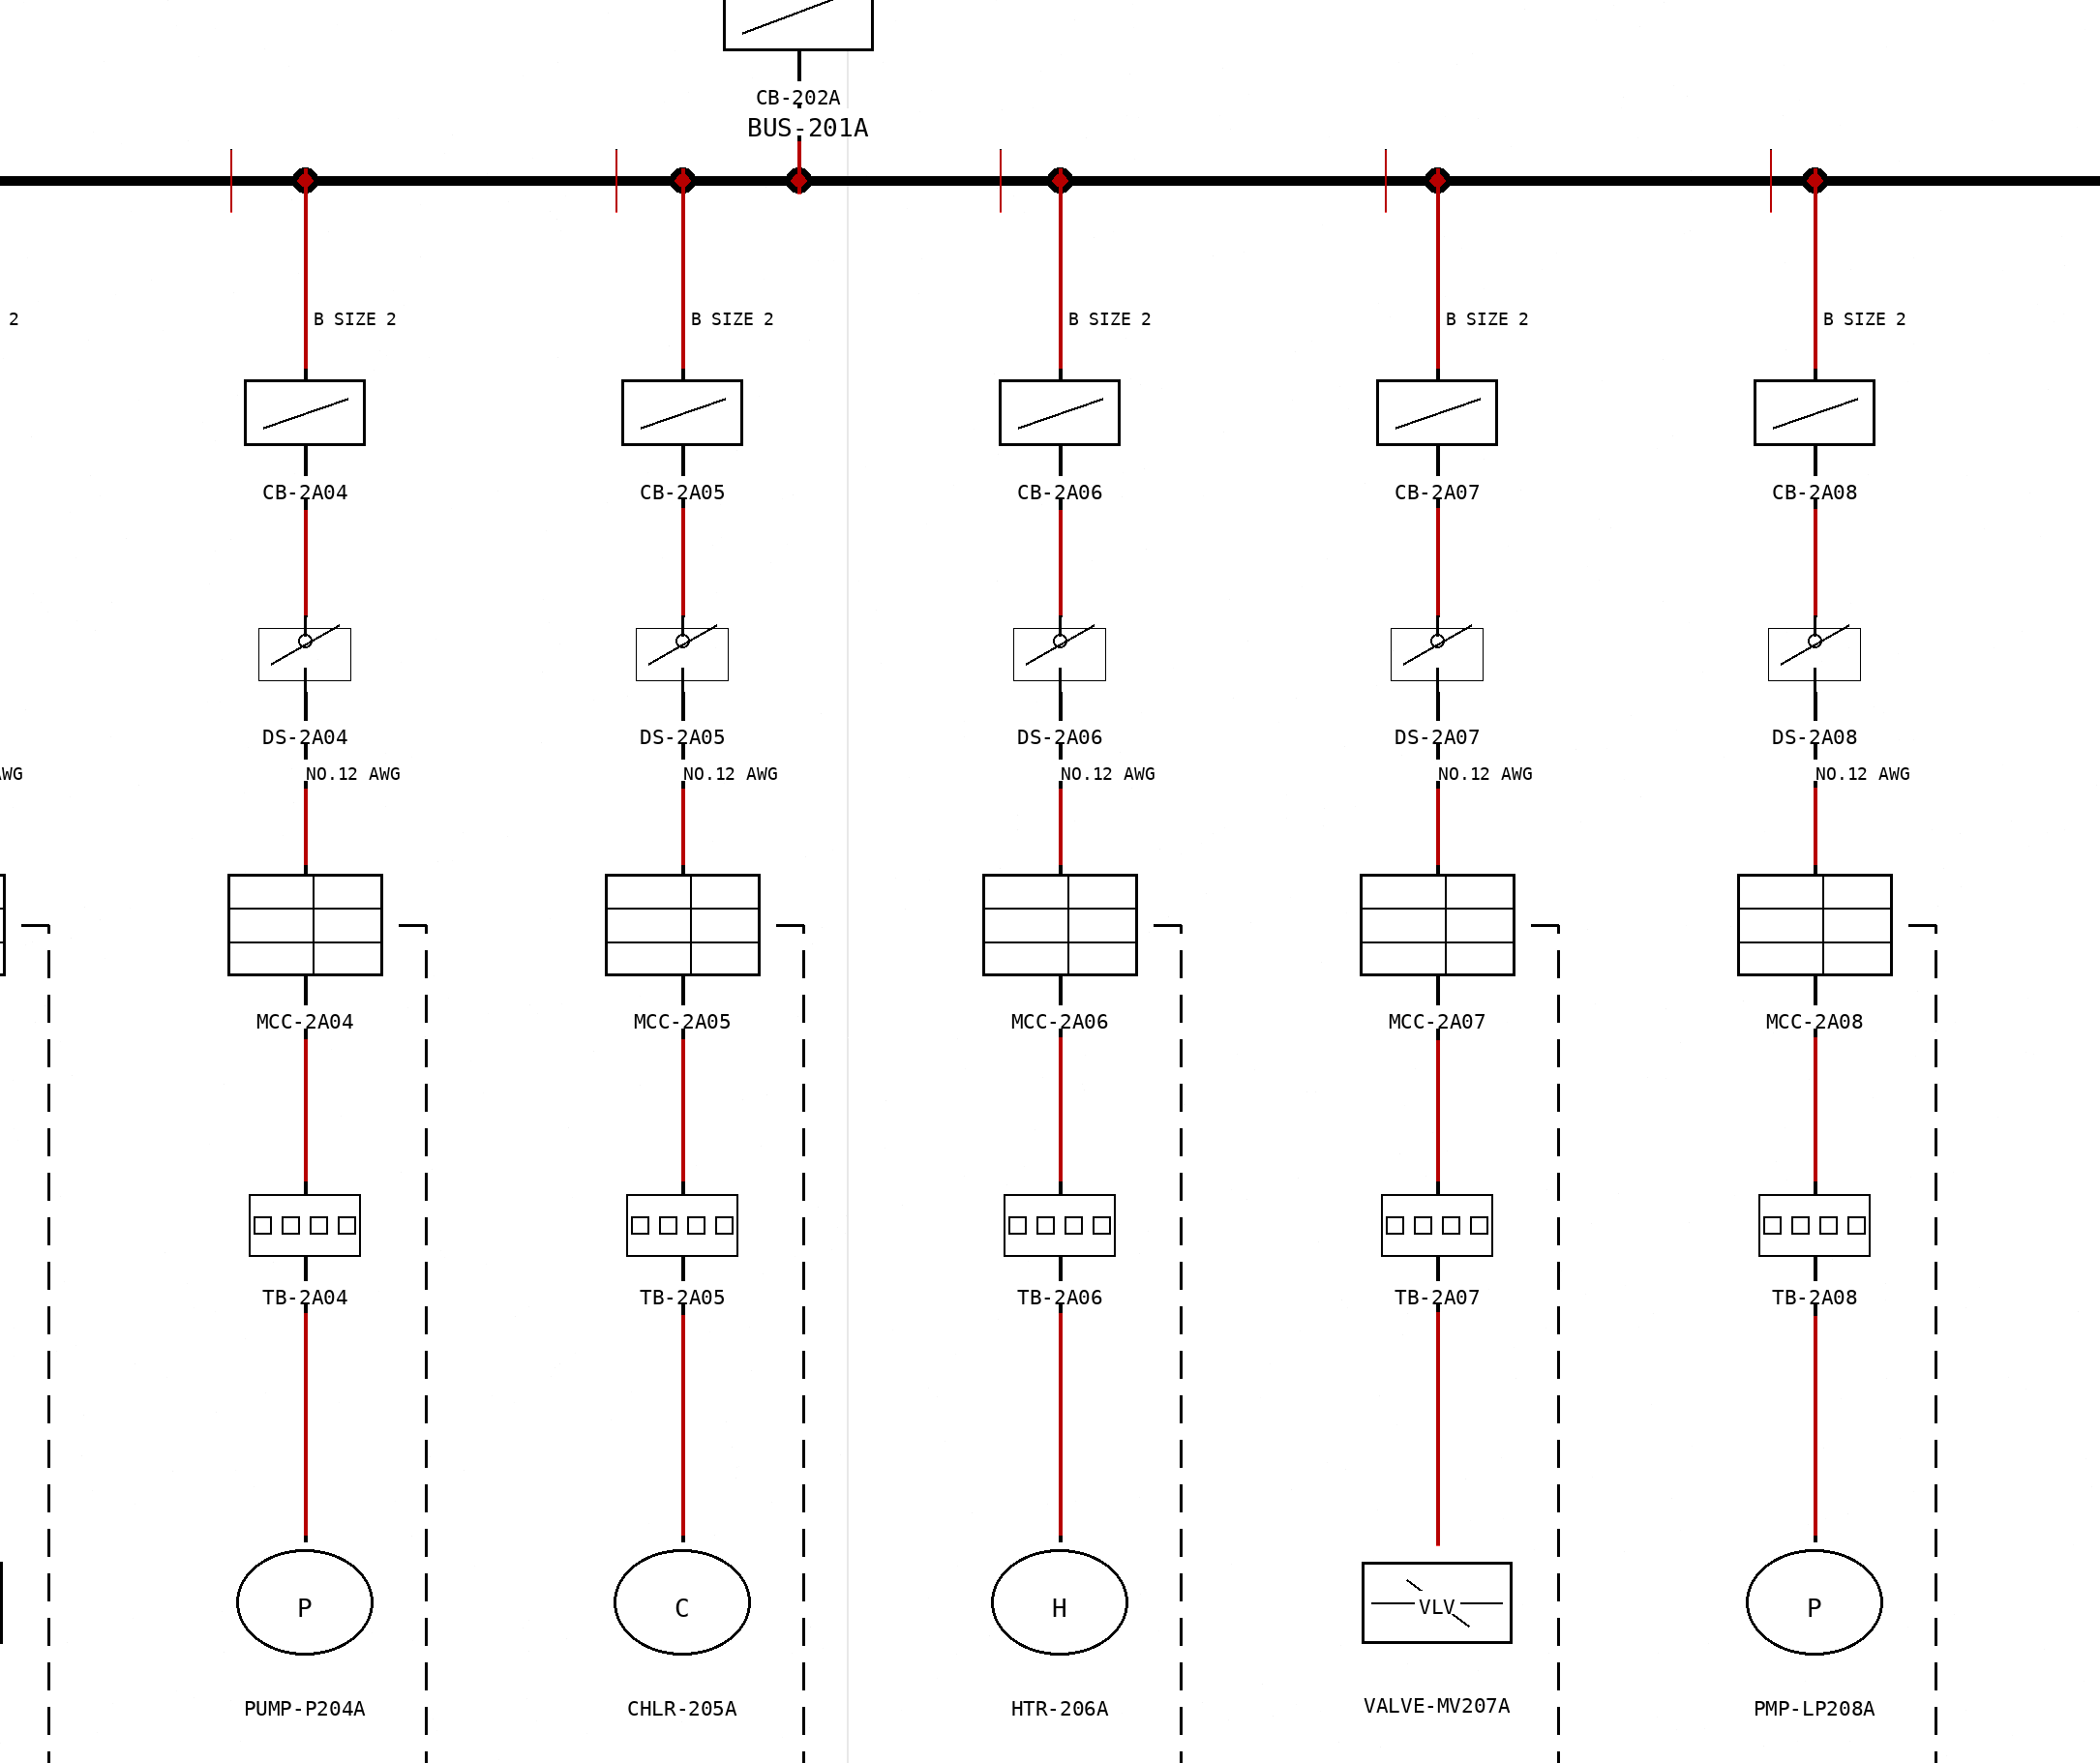 CB-202A
BUS-201A
2 B SIZE 2 B SIZE 2 B SIZE 2 B SIZE 2 B SIZE 2
CB-2A04 CB-2A05 CB-2A06 CB-2A07 CB-2A08
DS-2A04 DS-2A05 DS-2A06 DS-2A07 DS-2A08
NO.12 AWG NO.12 AWG NO.12 AWG NO.12 AWG NO.12 AWG
MCC-2A04 MCC-2A05 MCC-2A06 MCC-2A07 MCC-2A08
TB-2A04 TB-2A05 TB-2A06 TB-2A07 TB-2A08
P C H VLV P
PUMP-P204A CHLR-205A HTR-206A VALVE-MV207A PMP-LP208A